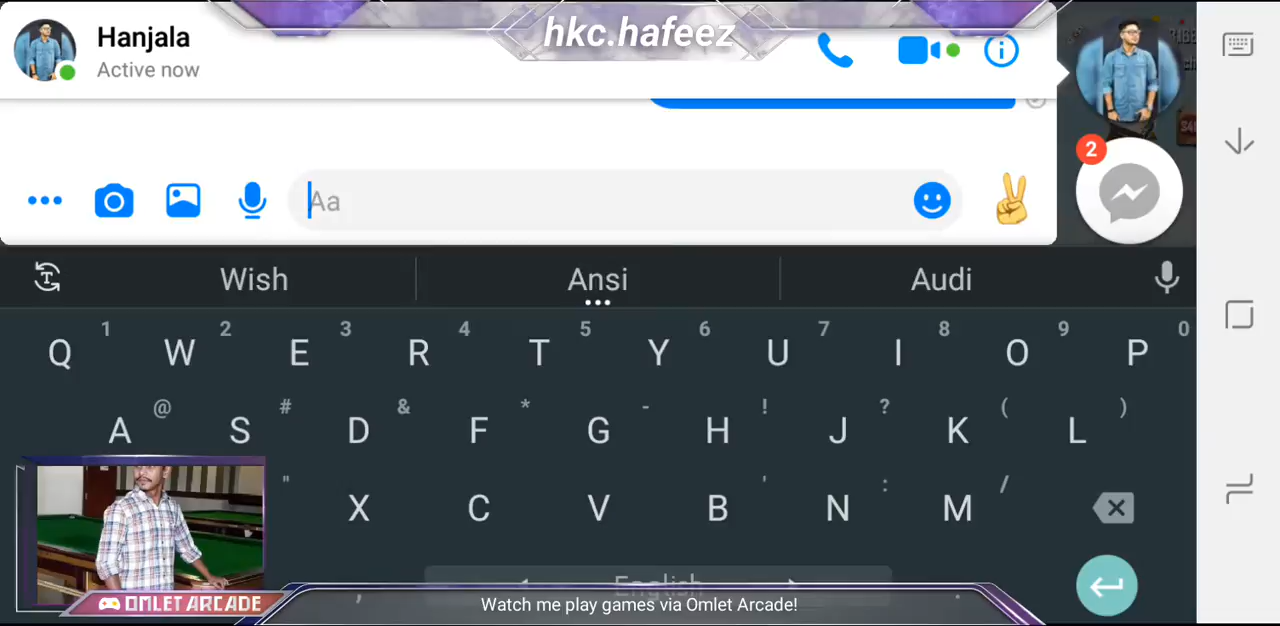 hkc.hafeez
Hanjala
Active now
Aa
2
Wish Ansi Audi
1 2 3 4 5 6 7 8 9 0
Q W E R T Y U I O P
@ # & * - ! ? ( )
A S D F G H J K L
" ' : /
X C V B N M
English
, .
OMLET ARCADE
Watch me play games via Omlet Arcade!